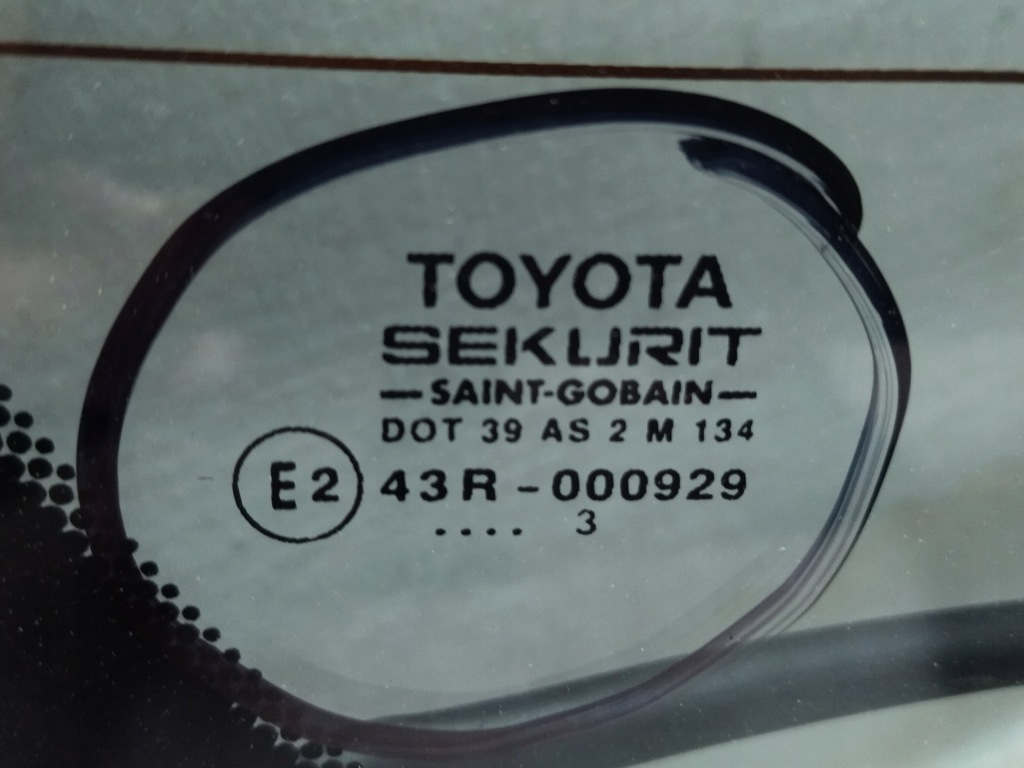 TOYOTA
SEKURIT
—SAINT-GOBAIN—
DOT 39 AS 2 M 134
E2 43R-000929
.... 3